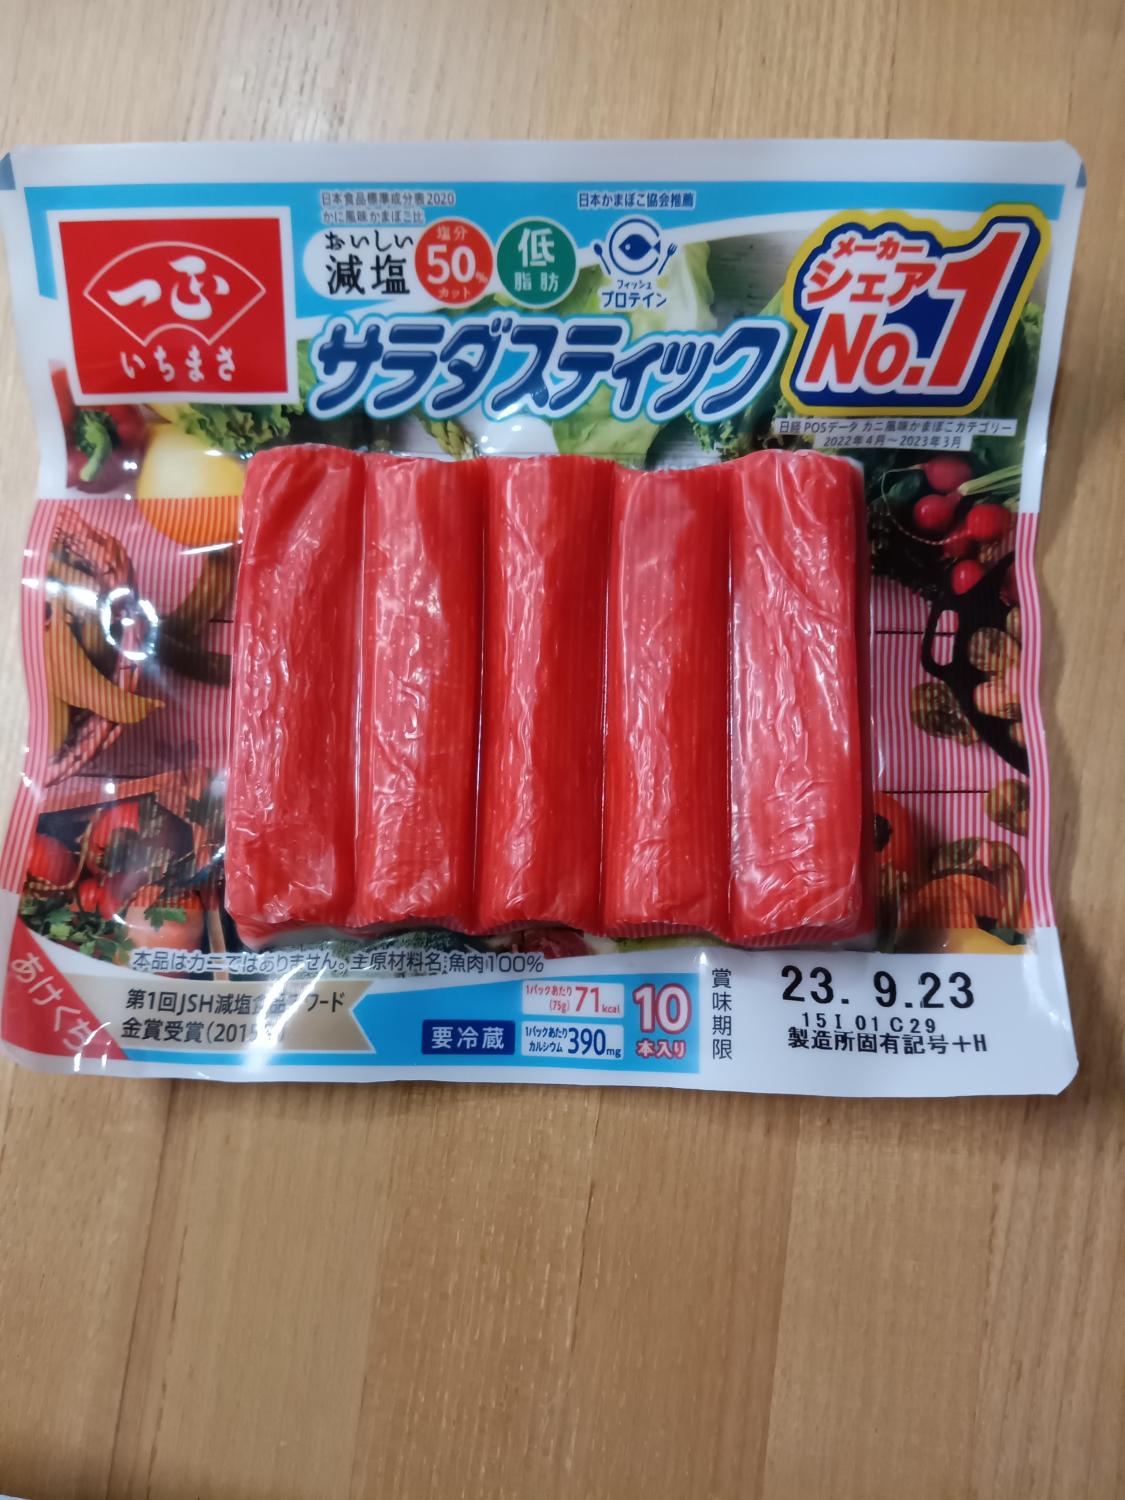 日本食品標準成分表2020
かに風味かまぼこ比
日本かまぼこ協会推薦
一正
いちまさ
おいしい
減塩
塩分
50%
カット
低
脂肪
フィッシュ
プロテイン
メーカー
シェア
No.1
サラダスティック
日経POSデータ カニ風味かまぼこカテゴリー
2022年4月～2023年3月
本品はカニではありません。主原材料名:魚肉100%
あけくち
第1回JSH減塩食品アワード
金賞受賞(2015
要冷蔵
1パックあたり
(75g) 71kcal
1パックあたり
カルシウム 390mg
10
本入り
賞味期限
23. 9.23
15I 01 C29
製造所固有記号+H